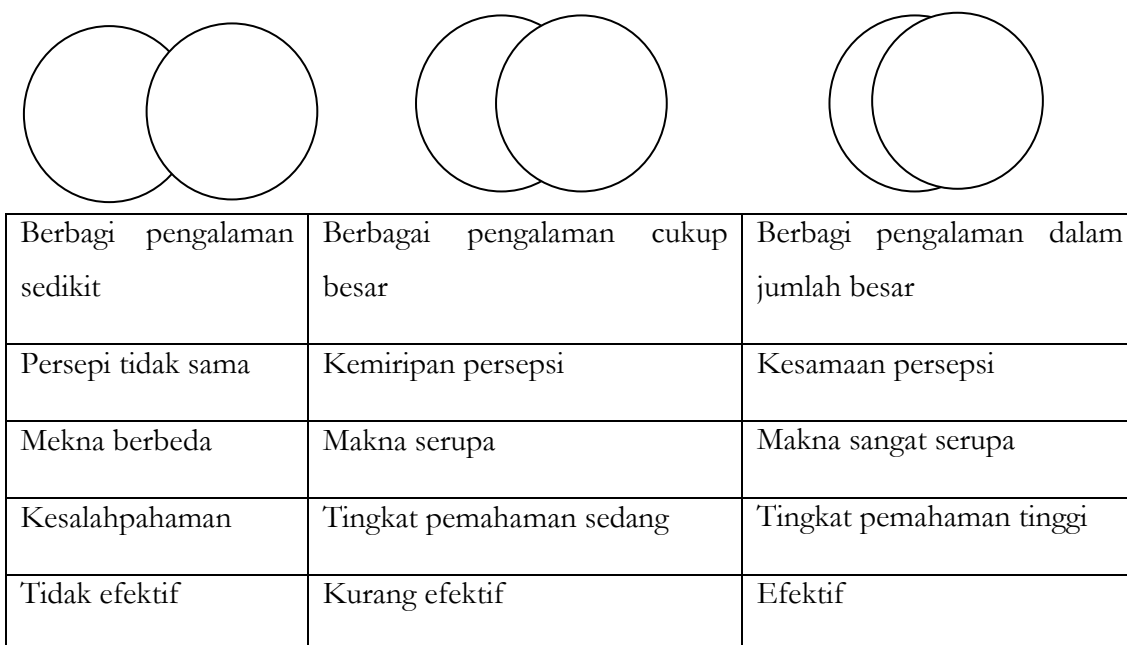 Berbagi pengalaman
sedikit
Berbagai pengalaman cukup
besar
Berbagi pengalaman dalam
jumlah besar
Persepi tidak sama
Kemiripan persepsi
Kesamaan persepsi
Mekna berbeda
Makna serupa
Makna sangat serupa
Kesalahpahaman
Tingkat pemahaman sedang
Tingkat pemahaman tinggi
Tidak efektif
Kurang efektif
Efektif